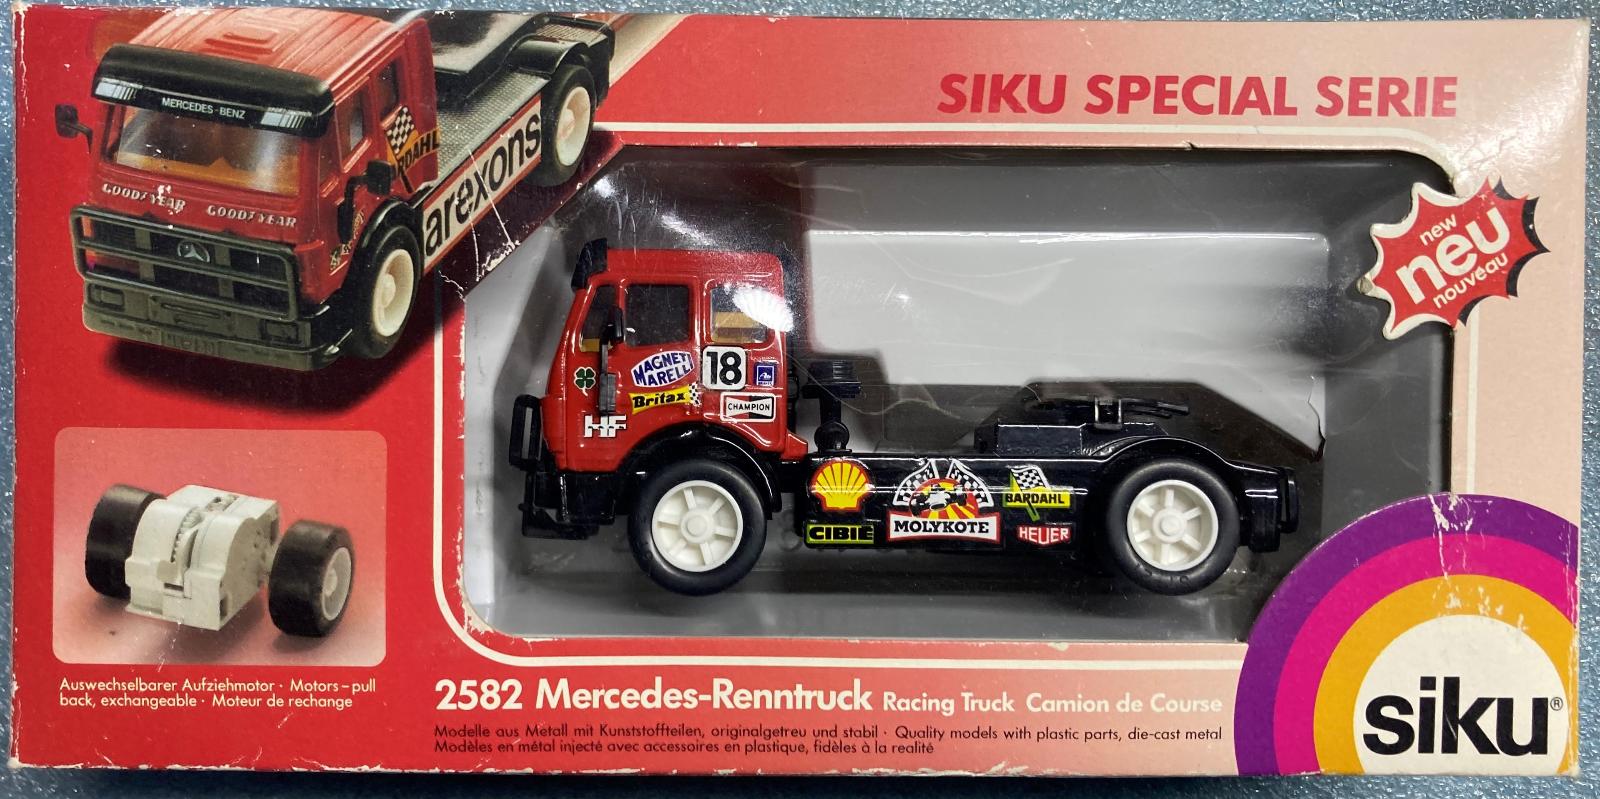 SIKU SPECIAL SERIE
MERCEDES-BENZ
GOODYEAR GOODYEAR
arexons
new
neu
nouveau
MAGNETI
MARELLI
18
Britax
CHAMPION
HF
CIBIE
MOLYKOTE
BARDAHL
HEUER
Auswechselbarer Aufziehmotor · Motors-pull
back, exchangeable · Moteur de rechange
2582 Mercedes-Renntruck Racing Truck Camion de Course
Modelle aus Metall mit Kunststoffteilen, originalgetreu und stabil · Quality models with plastic parts, die-cast metal
Modèles en métal injecté avec accessoires en plastique, fidèles à la realité
siku®